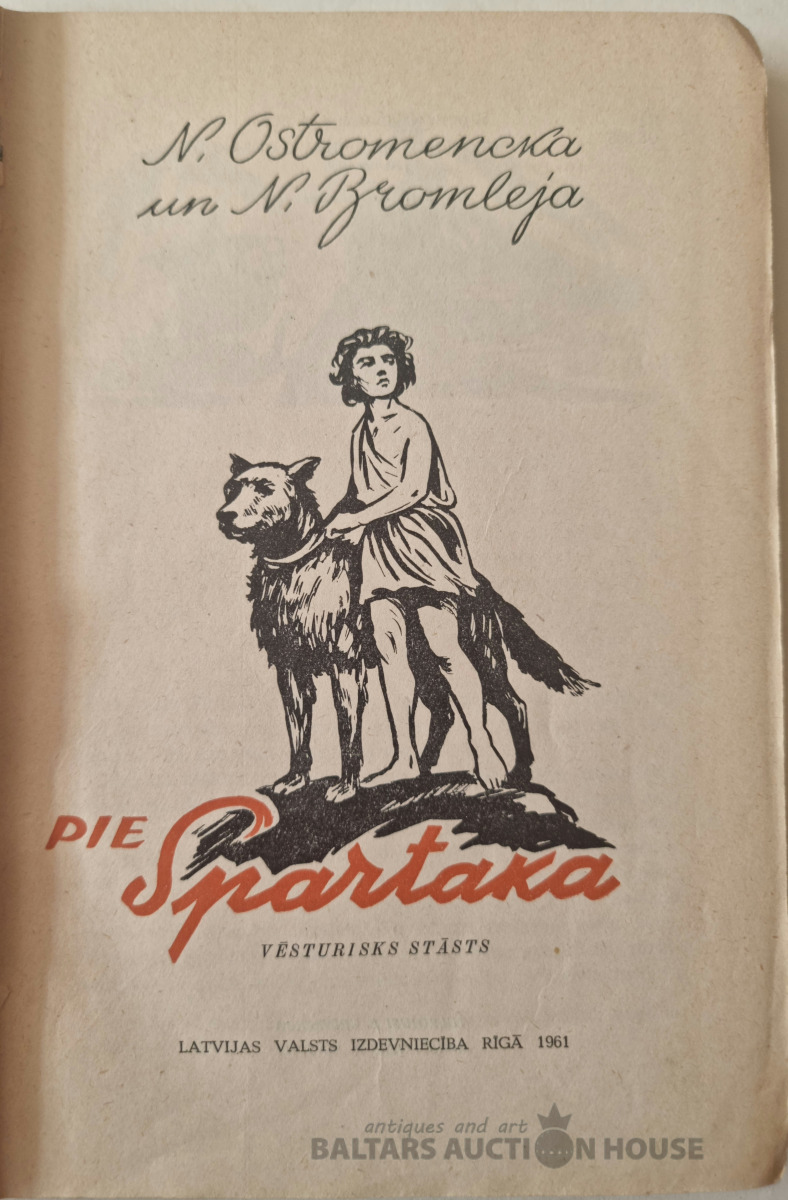 N. Ostromencka
un N. Bromleja
PIE
Spartaka
VĒSTURISKS STĀSTS
LATVIJAS VALSTS IZDEVNIECĪBA RĪGĀ 1961
antiques and art
BALTARS AUCTION HOUSE